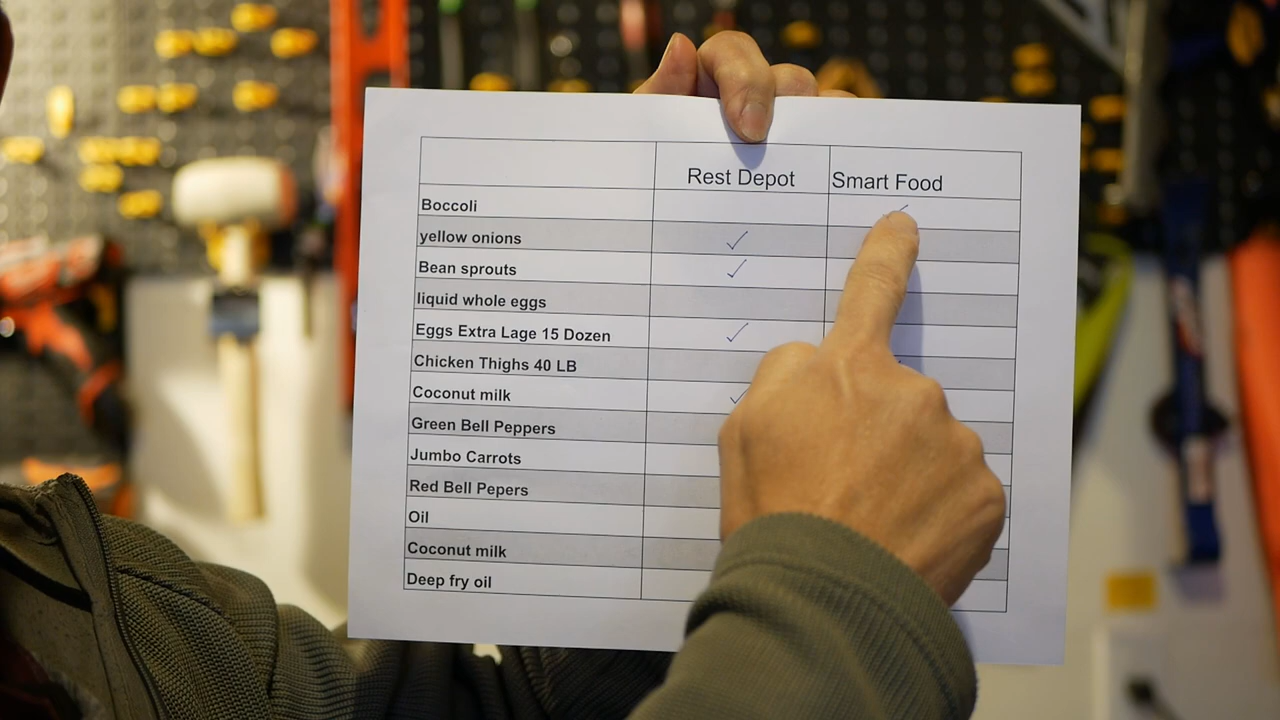 Rest Depot Smart Food
Boccoli
yellow onions
Bean sprouts
liquid whole eggs
Eggs Extra Lage 15 Dozen
Chicken Thighs 40 LB
Coconut milk
Green Bell Peppers
Jumbo Carrots
Red Bell Pepers
Oil
Coconut milk
Deep fry oil